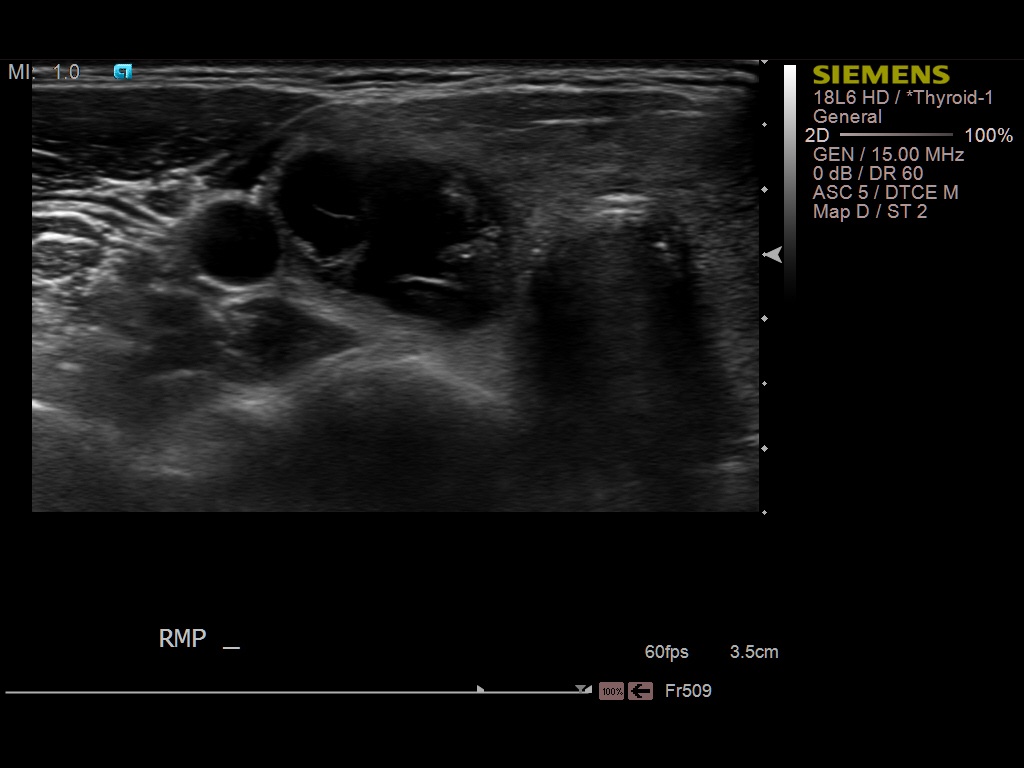 MI: 1.0
SIEMENS
18L6 HD / *Thyroid-1
General
2D 100%
GEN / 15.00 MHz
0 dB / DR 60
ASC 5 / DTCE M
Map D / ST 2
RMP _
60fps 3.5cm
100% Fr509